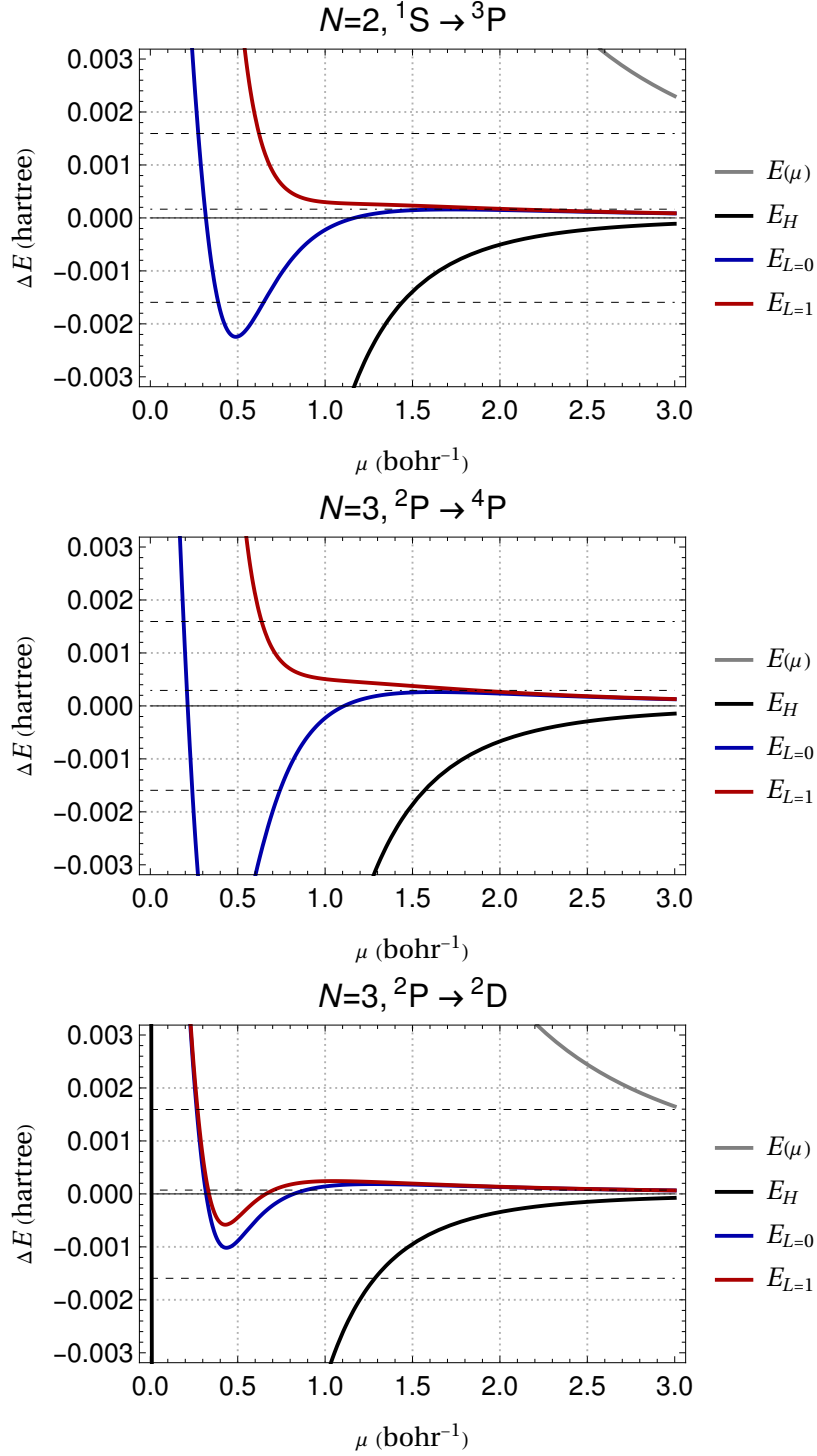 N=2, ¹S → ³P
0.003
0.002
0.001
0.000
−0.001
−0.002
−0.003
ΔE (hartree)
0.0 0.5 1.0 1.5 2.0 2.5 3.0
μ (bohr⁻¹)
E(μ)
E_H
E_{L=0}
E_{L=1}
N=3, ²P → ⁴P
0.003
0.002
0.001
0.000
−0.001
−0.002
−0.003
ΔE (hartree)
0.0 0.5 1.0 1.5 2.0 2.5 3.0
μ (bohr⁻¹)
E(μ)
E_H
E_{L=0}
E_{L=1}
N=3, ²P → ²D
0.003
0.002
0.001
0.000
−0.001
−0.002
−0.003
ΔE (hartree)
0.0 0.5 1.0 1.5 2.0 2.5 3.0
μ (bohr⁻¹)
E(μ)
E_H
E_{L=0}
E_{L=1}